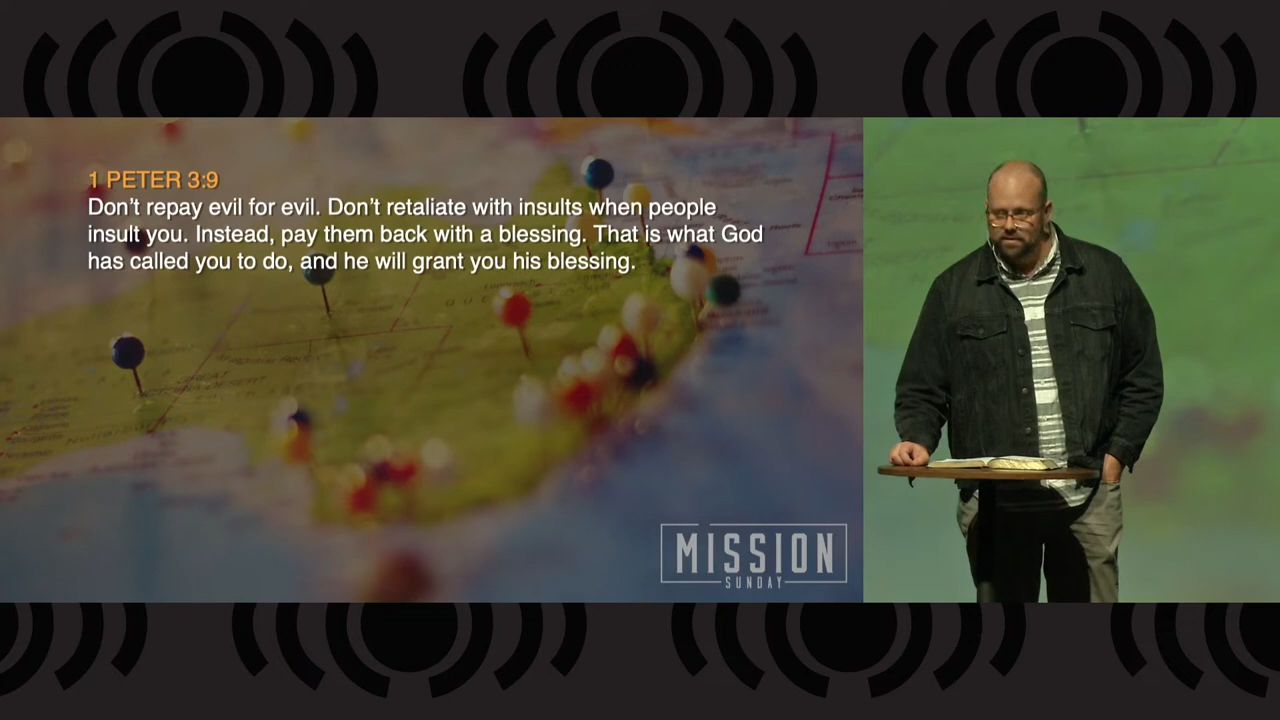 1 PETER 3:9
Don't repay evil for evil. Don't retaliate with insults when people
insult you. Instead, pay them back with a blessing. That is what God
has called you to do, and he will grant you his blessing.
MISSION
SUNDAY